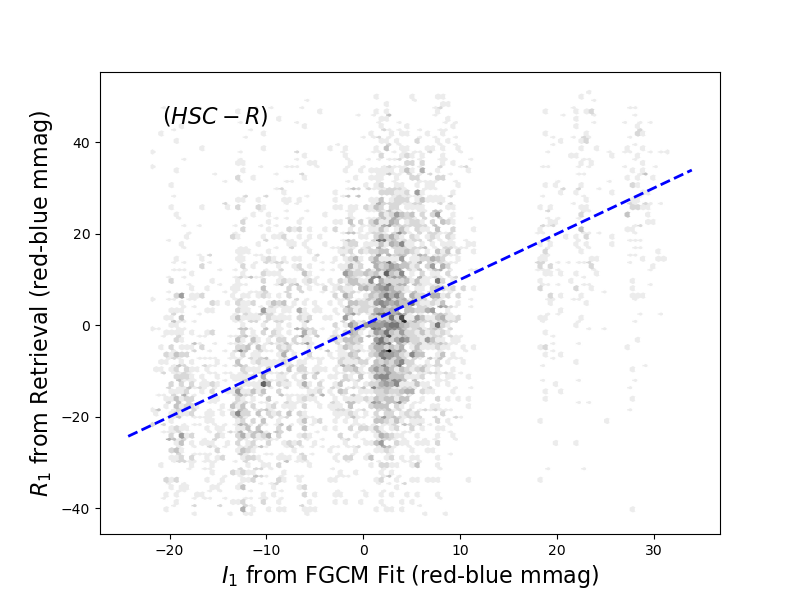 (HSC − R)
R₁ from Retrieval (red-blue mmag)
40
20
0
−20
−40
−20 −10 0 10 20 30
I₁ from FGCM Fit (red-blue mmag)